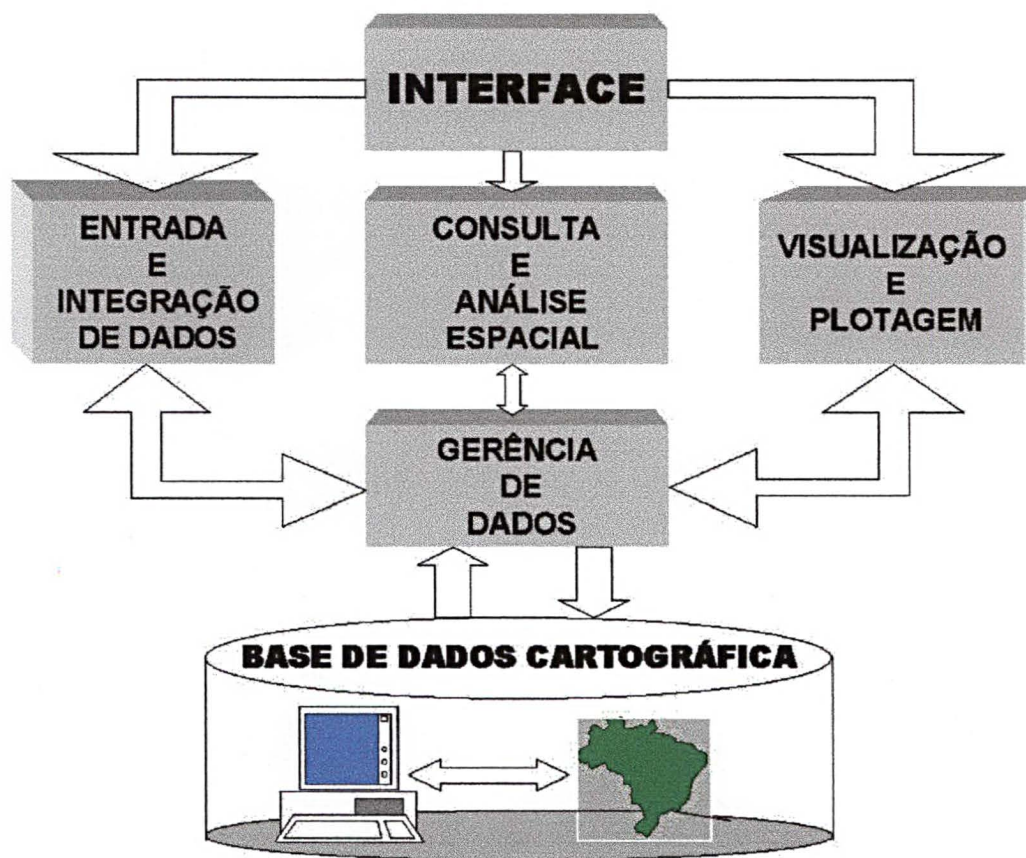 INTERFACE
ENTRADA
E
INTEGRAÇÃO
DE DADOS
CONSULTA
E
ANÁLISE
ESPACIAL
VISUALIZAÇÃO
E
PLOTAGEM
GERÊNCIA
DE
DADOS
BASE DE DADOS CARTOGRÁFICA